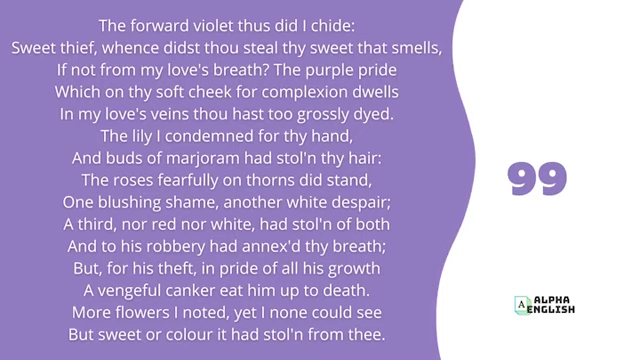 The forward violet thus did I chide:
Sweet thief, whence didst thou steal thy sweet that smells,
If not from my love's breath? The purple pride
Which on thy soft cheek for complexion dwells
In my love's veins thou hast too grossly dyed.
The lily I condemned for thy hand,
And buds of marjoram had stol'n thy hair:
The roses fearfully on thorns did stand,
One blushing shame, another white despair;
A third, nor red nor white, had stol'n of both
And to his robbery had annex'd thy breath;
But, for his theft, in pride of all his growth
A vengeful canker eat him up to death.
More flowers I noted, yet I none could see
But sweet or colour it had stol'n from thee.
99
A
ALPHA
ENGLISH